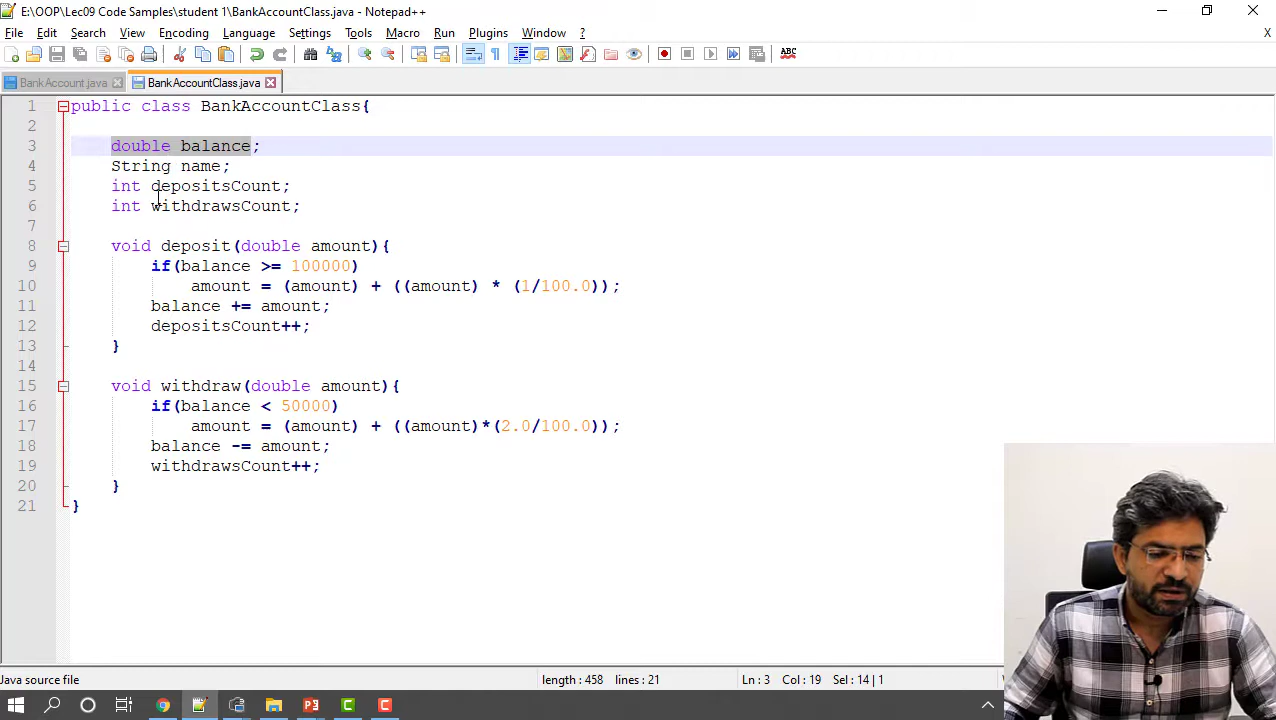 E:\OOP\Lec09 Code Samples\student 1\BankAccountClass.java - Notepad++
File Edit Search View Encoding Language Settings Tools Macro Run Plugins Window ? X
ABC
BankAccount.java BankAccountClass.java
1 public class BankAccountClass{
2
3 double balance;
4 String name;
5 int depositsCount;
6 int withdrawsCount;
7
8 void deposit(double amount){
9 if(balance >= 100000)
10 amount = (amount) + ((amount) * (1/100.0));
11 balance += amount;
12 depositsCount++;
13 }
14
15 void withdraw(double amount){
16 if(balance < 50000)
17 amount = (amount) + ((amount)*(2.0/100.0));
18 balance -= amount;
19 withdrawsCount++;
20 }
21 }
Java source file length : 458 lines : 21 Ln : 3 Col : 19 Sel : 14 | 1